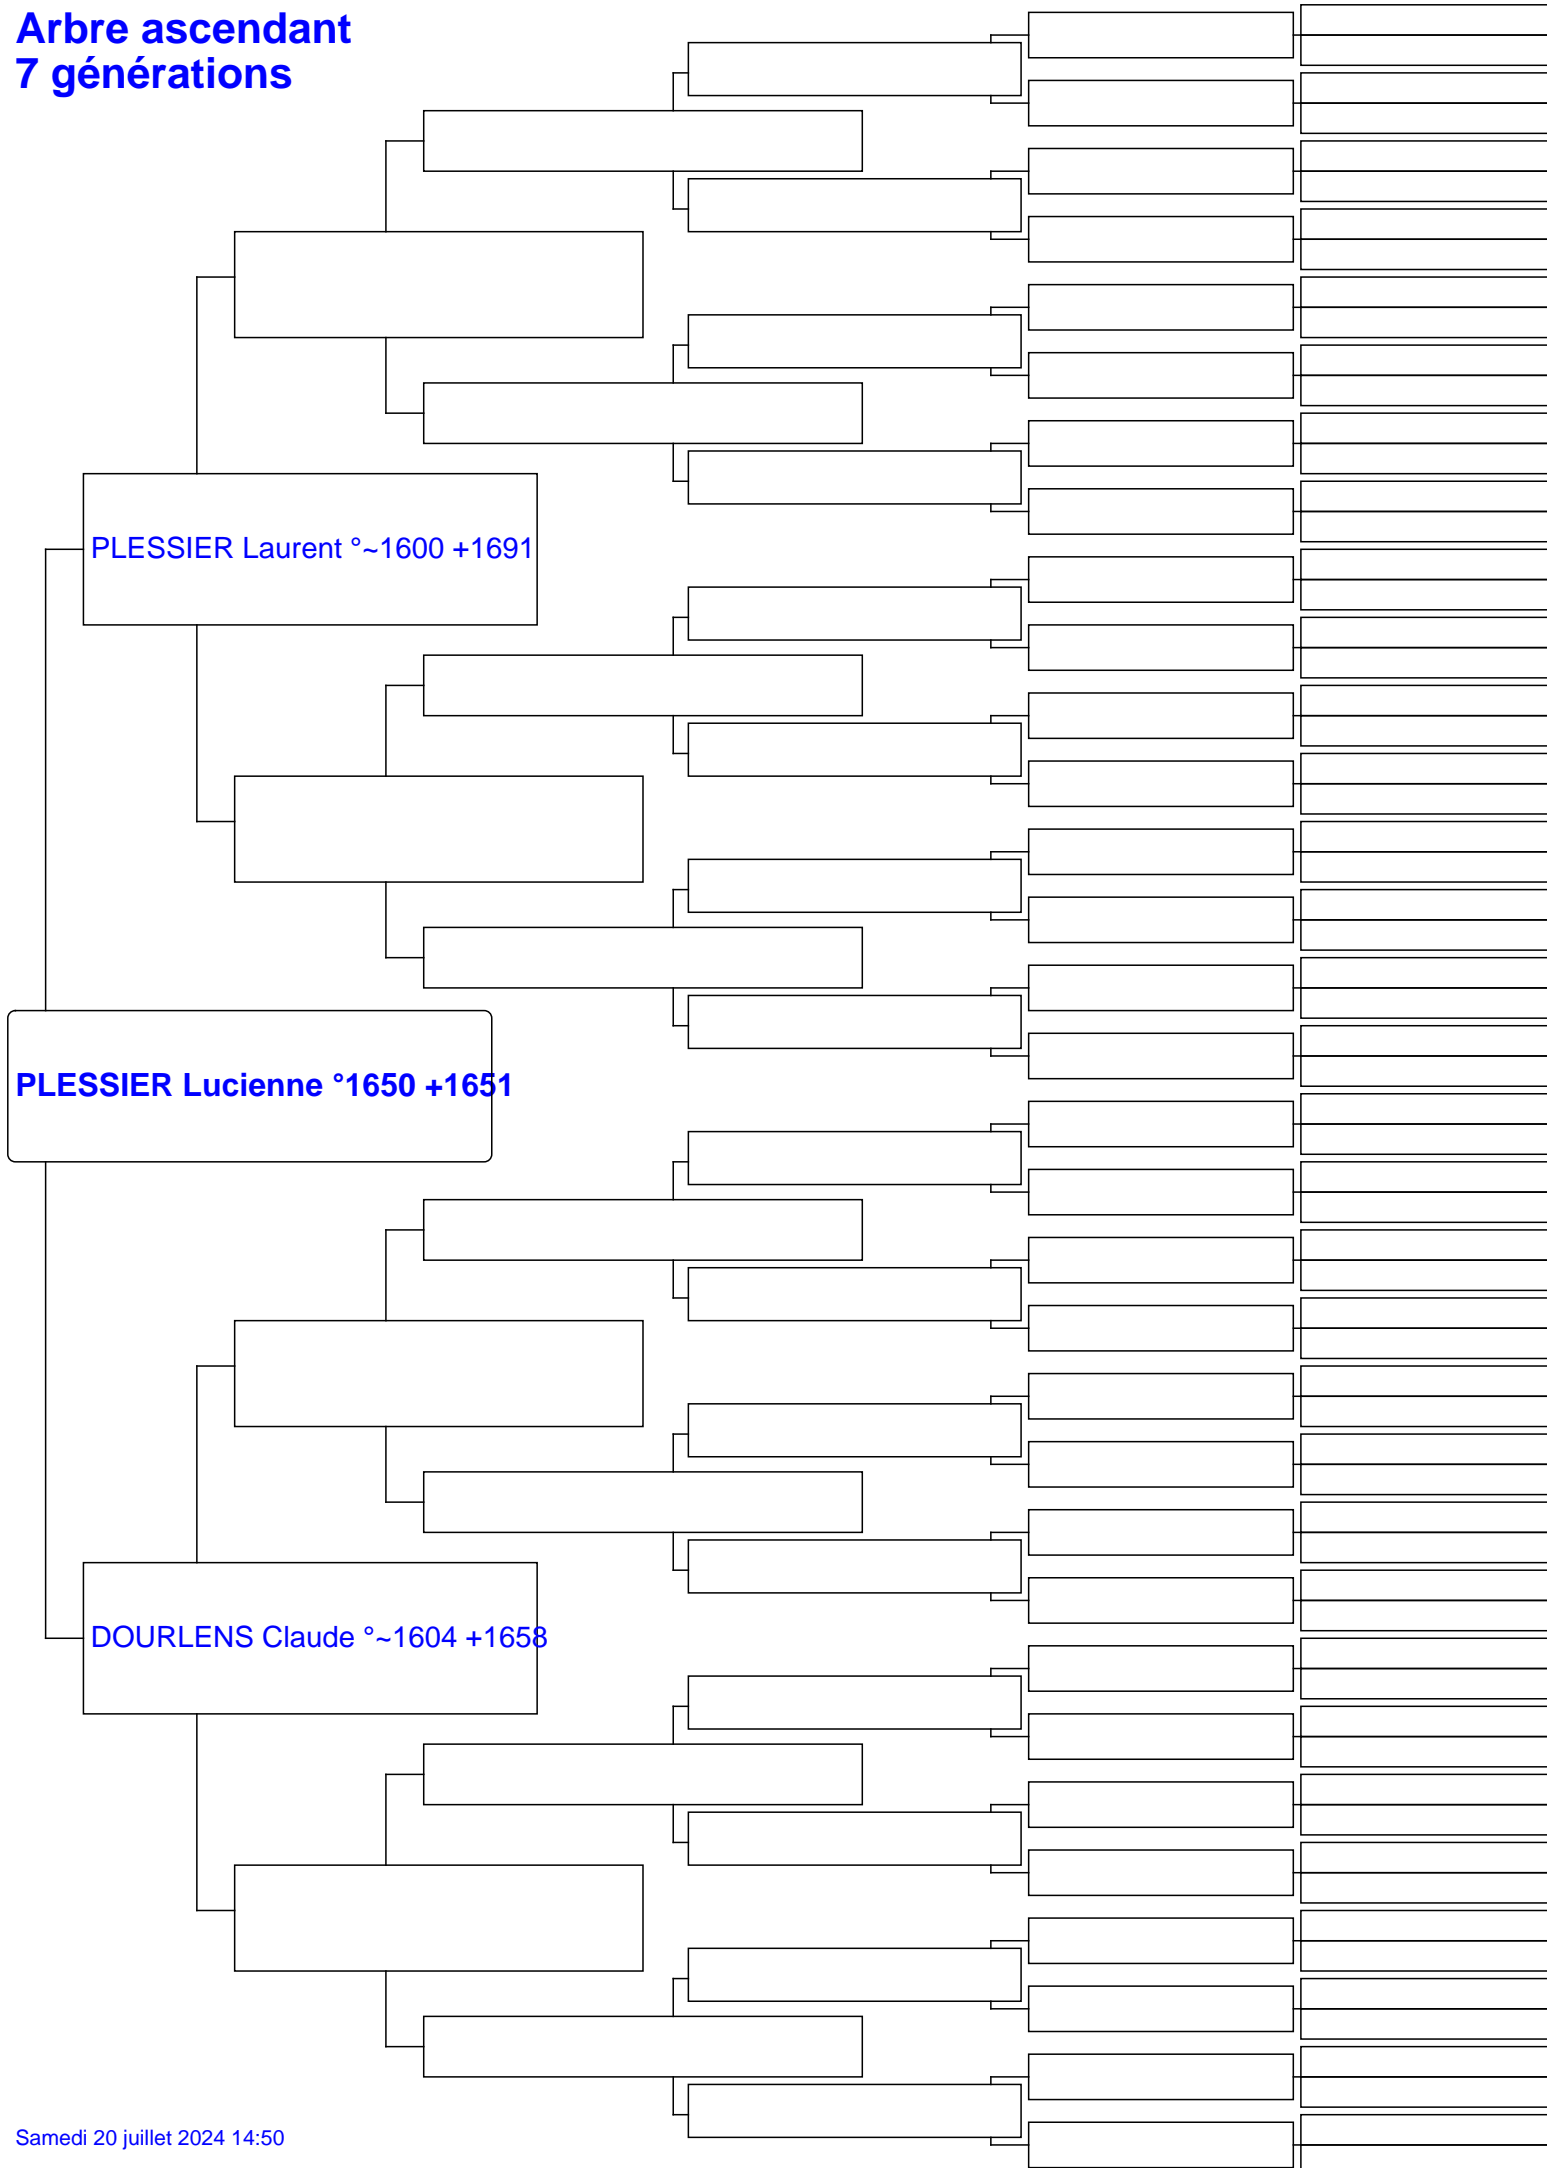 Arbre ascendant
7 générations
PLESSIER Laurent °~1600 +1691
PLESSIER Lucienne °1650 +1651
DOURLENS Claude °~1604 +1658
Samedi 20 juillet 2024 14:50